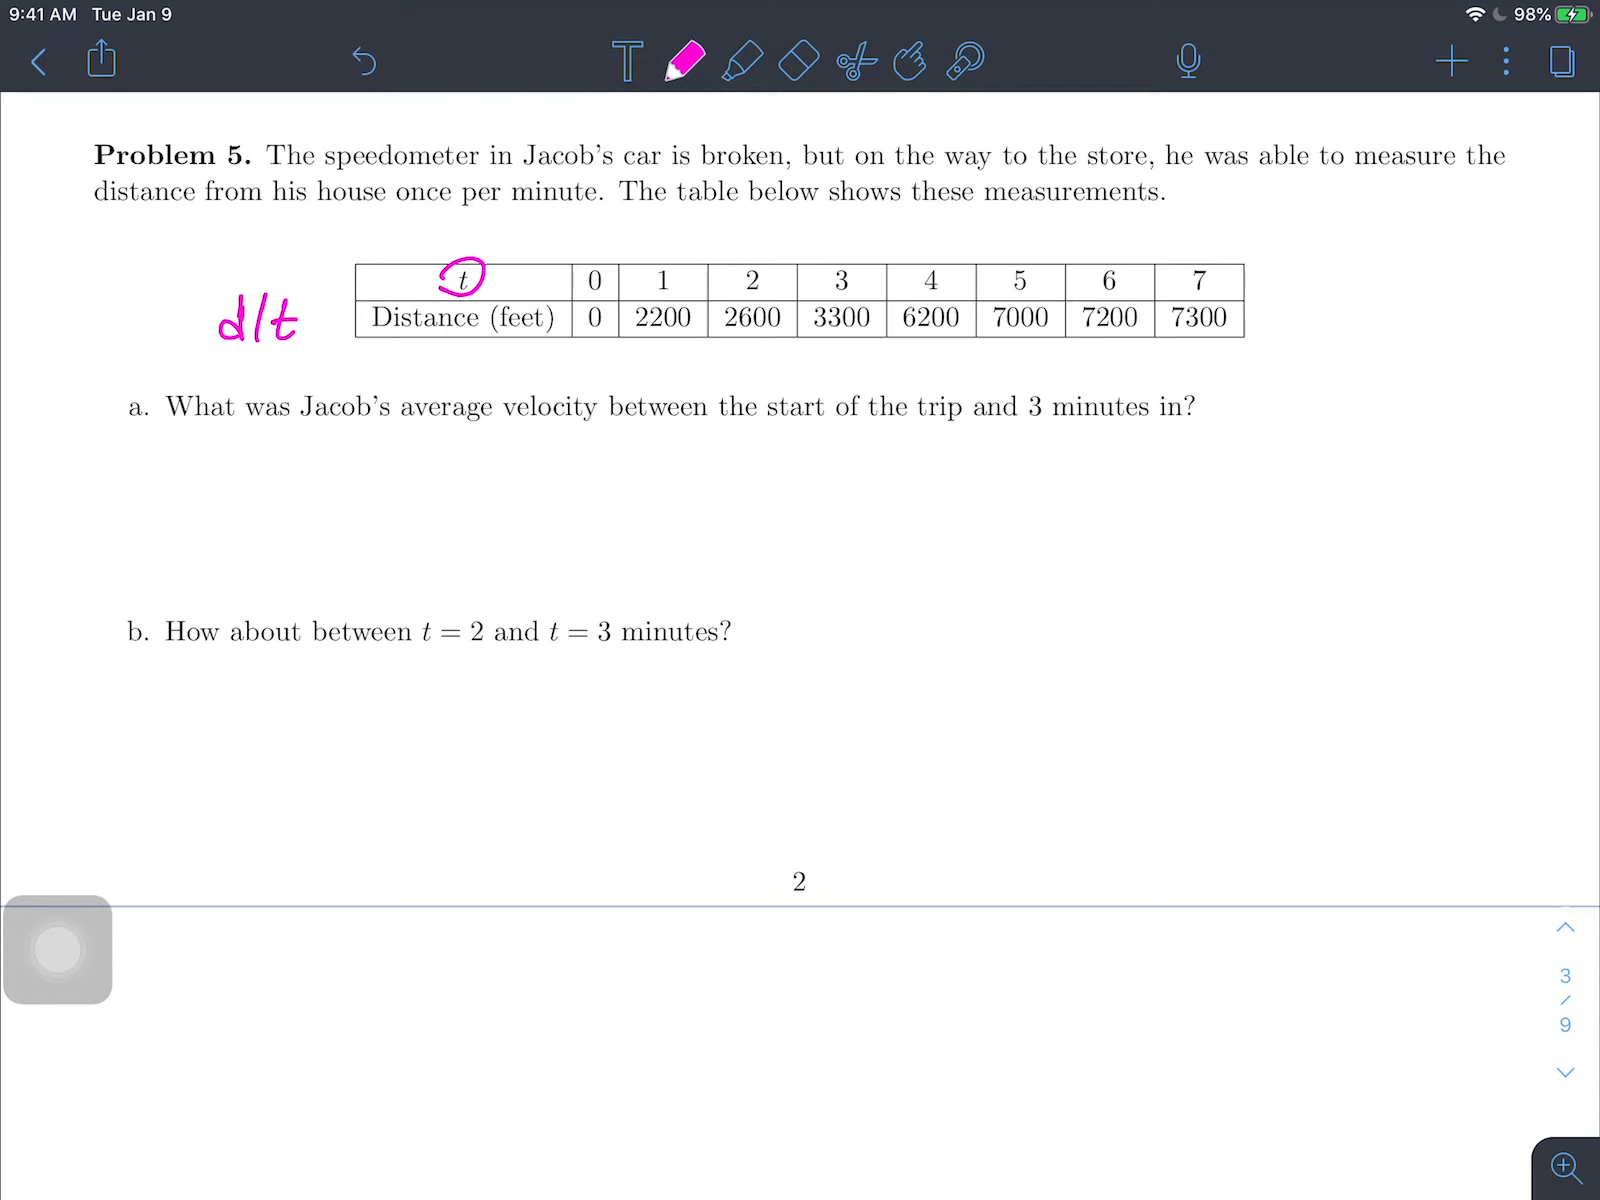 9:41 AM Tue Jan 9 98%
T
Problem 5. The speedometer in Jacob's car is broken, but on the way to the store, he was able to measure the
distance from his house once per minute. The table below shows these measurements.
t 0 1 2 3 4 5 6 7
d/t
Distance (feet) 0 2200 2600 3300 6200 7000 7200 7300
a. What was Jacob's average velocity between the start of the trip and 3 minutes in?
b. How about between t = 2 and t = 3 minutes?
2
3
/
9